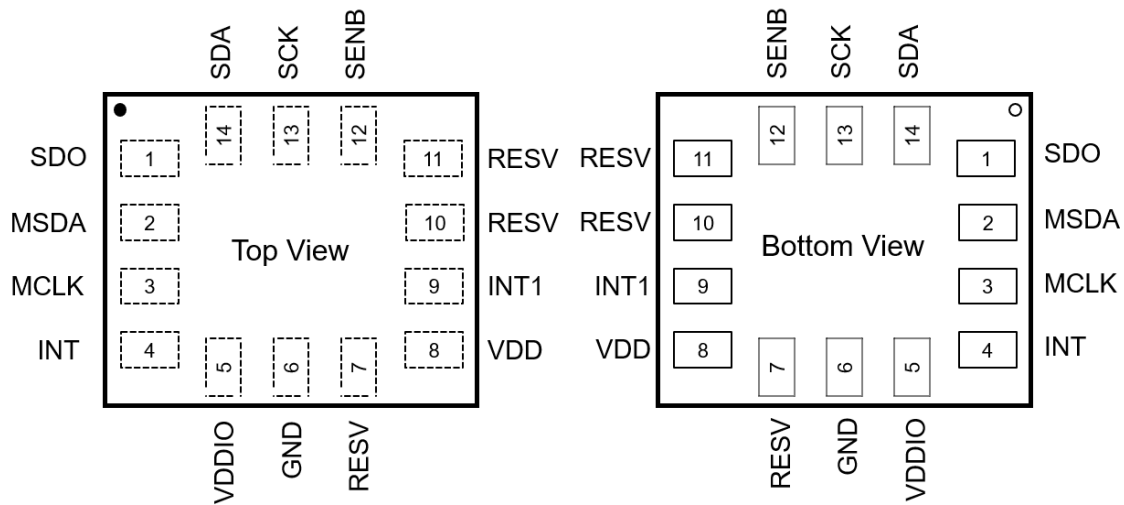 SDA SCK SENB
14 13 12
SDO 1 11 RESV
MSDA 2 10 RESV
Top View
MCLK 3 9 INT1
INT 4 8 VDD
5 6 7
VDDIO GND RESV
SENB SCK SDA
12 13 14
RESV 11 1 SDO
RESV 10 2 MSDA
Bottom View
INT1 9 3 MCLK
VDD 8 4 INT
7 6 5
RESV GND VDDIO